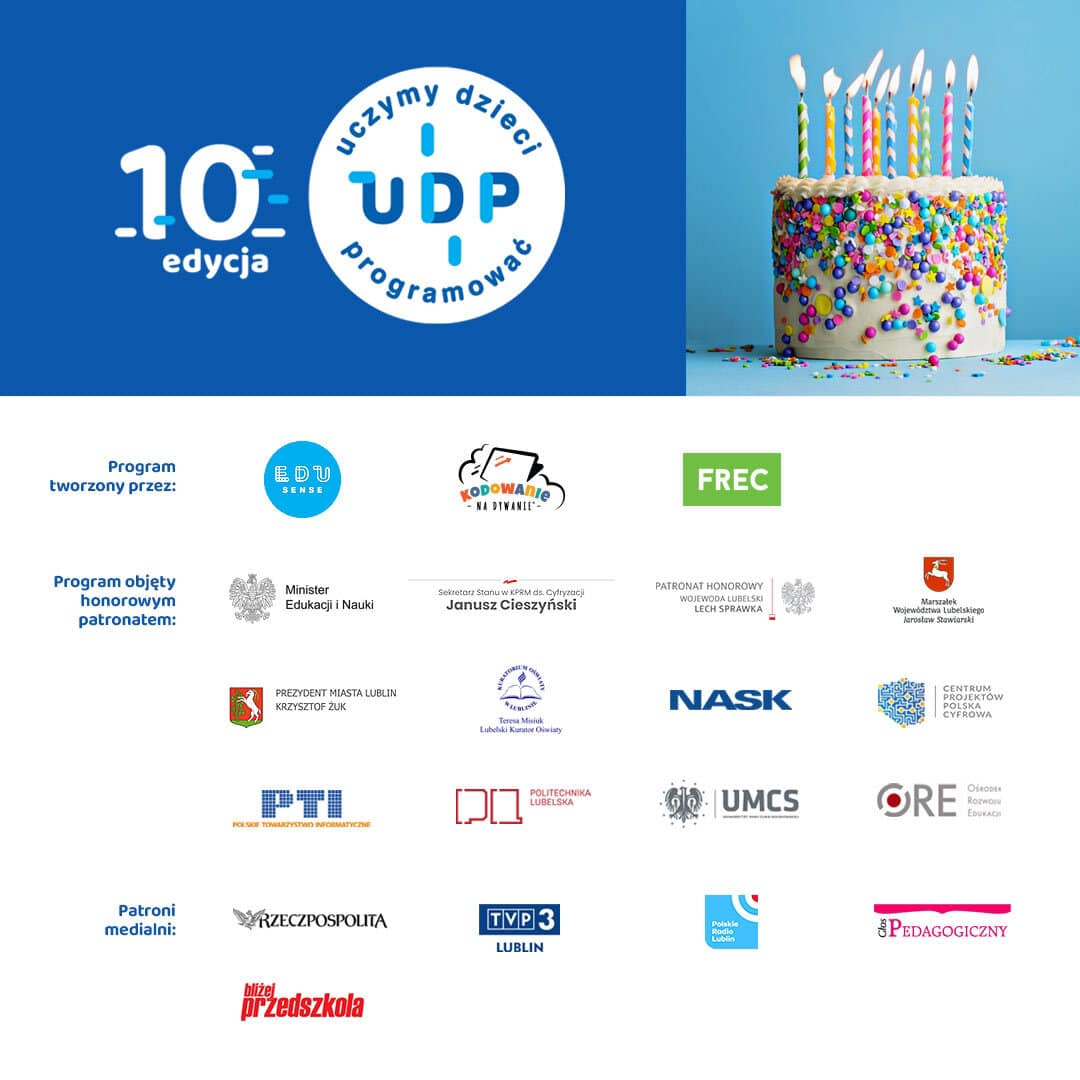 10
edycja
uczymy dzieci
UDP
programować
Program
tworzony przez:
EDU
SENSE
KODOWANIE
- NA DYWANIE® -
FREC
Program objęty
honorowym
patronatem:
Minister
Edukacji i Nauki
Sekretarz Stanu w KPRM ds. Cyfryzacji
Janusz Cieszyński
PATRONAT HONOROWY
WOJEWODA LUBELSKI
LECH SPRAWKA
Marszałek
Województwa Lubelskiego
Jarosław Stawiarski
PREZYDENT MIASTA LUBLIN
KRZYSZTOF ŻUK
KURATORIUM OŚWIATY
W LUBLINIE
Teresa Misiuk
Lubelski Kurator Oświaty
NASK
CENTRUM
PROJEKTÓW
POLSKA
CYFROWA
PTI
POLSKIE TOWARZYSTWO INFORMATYCZNE
POLITECHNIKA
LUBELSKA
UMCS
ORE
Ośrodek
Rozwoju
Edukacji
Patroni
medialni:
RZECZPOSPOLITA
TVP3
LUBLIN
Polskie
Radio
Lublin
Głos
PEDAGOGICZNY
bliżej
przedszkola